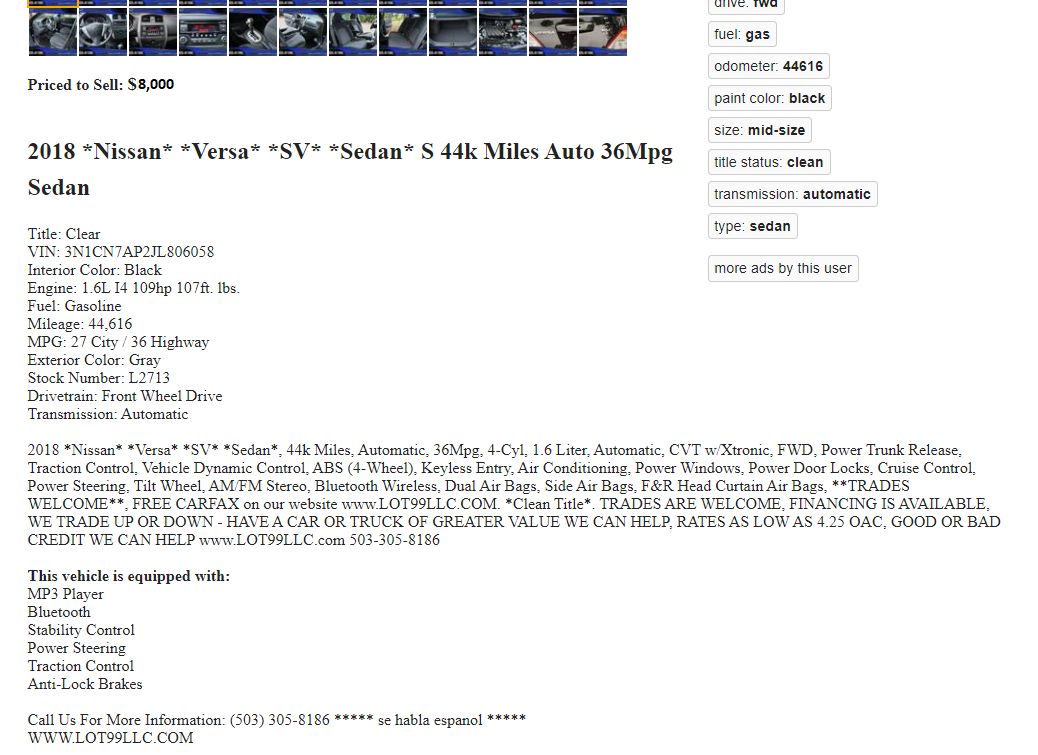 drive: fwd
fuel: gas
odometer: 44616
paint color: black
size: mid-size
title status: clean
transmission: automatic
type: sedan
more ads by this user
Priced to Sell: $8,000
2018 *Nissan* *Versa* *SV* *Sedan* S 44k Miles Auto 36Mpg
Sedan
Title: Clear
VIN: 3N1CN7AP2JL806058
Interior Color: Black
Engine: 1.6L I4 109hp 107ft. lbs.
Fuel: Gasoline
Mileage: 44,616
MPG: 27 City / 36 Highway
Exterior Color: Gray
Stock Number: L2713
Drivetrain: Front Wheel Drive
Transmission: Automatic
2018 *Nissan* *Versa* *SV* *Sedan*, 44k Miles, Automatic, 36Mpg, 4-Cyl, 1.6 Liter, Automatic, CVT w/Xtronic, FWD, Power Trunk Release,
Traction Control, Vehicle Dynamic Control, ABS (4-Wheel), Keyless Entry, Air Conditioning, Power Windows, Power Door Locks, Cruise Control,
Power Steering, Tilt Wheel, AM/FM Stereo, Bluetooth Wireless, Dual Air Bags, Side Air Bags, F&R Head Curtain Air Bags, **TRADES
WELCOME**, FREE CARFAX on our website www.LOT99LLC.COM. *Clean Title*. TRADES ARE WELCOME, FINANCING IS AVAILABLE,
WE TRADE UP OR DOWN - HAVE A CAR OR TRUCK OF GREATER VALUE WE CAN HELP, RATES AS LOW AS 4.25 OAC, GOOD OR BAD
CREDIT WE CAN HELP www.LOT99LLC.com 503-305-8186
This vehicle is equipped with:
MP3 Player
Bluetooth
Stability Control
Power Steering
Traction Control
Anti-Lock Brakes
Call Us For More Information: (503) 305-8186 ***** se habla espanol *****
WWW.LOT99LLC.COM